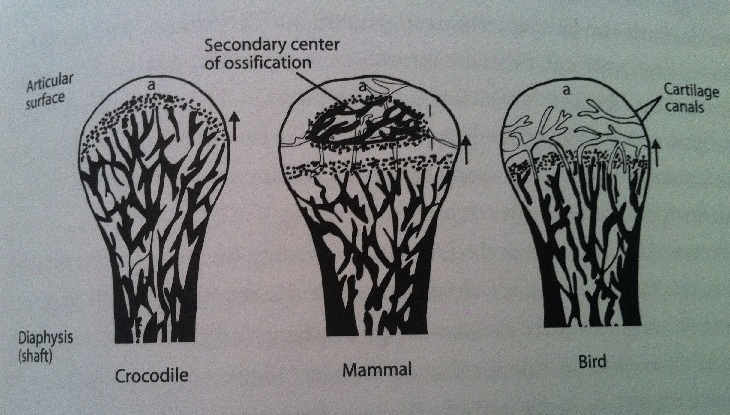 Secondary center
of ossification
Articular
surface
a
a
a
Cartilage
canals
Diaphysis
(shaft)
Crocodile
Mammal
Bird